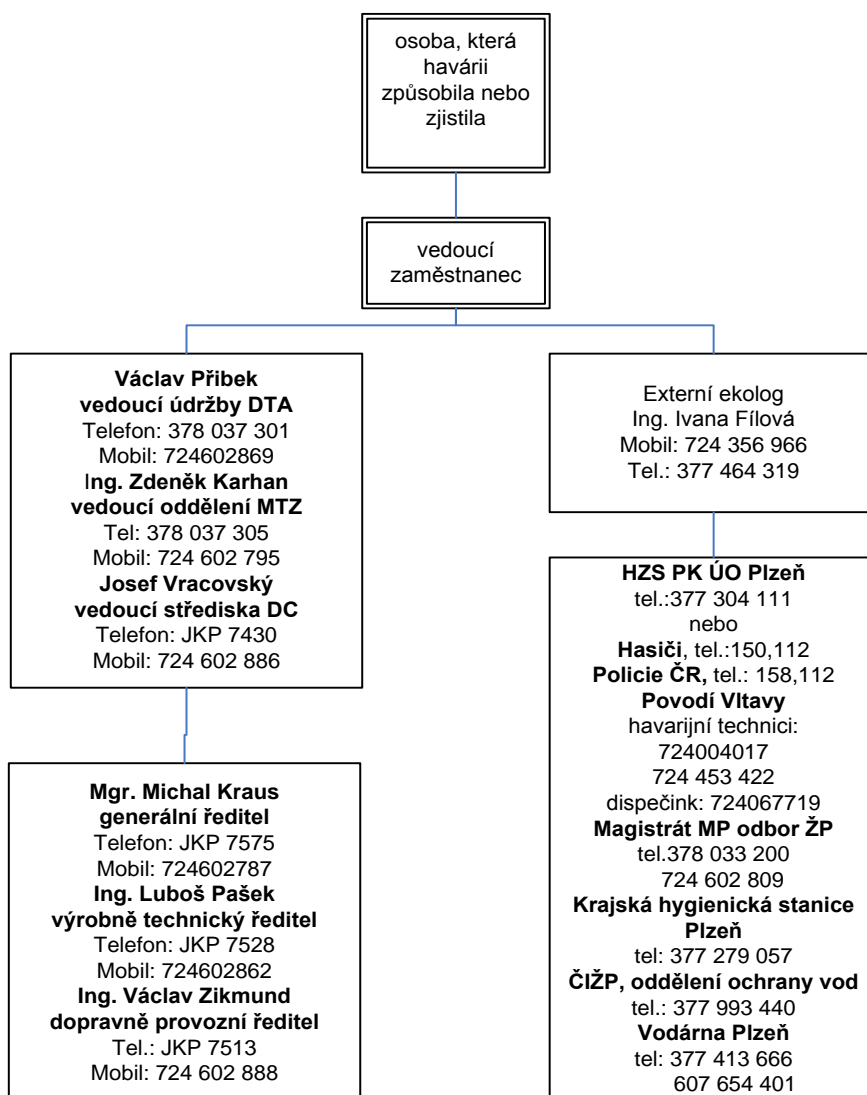 osoba, která
havárii
způsobila nebo
zjistila
vedoucí
zaměstnanec
Václav Přibek
vedoucí údržby DTA
Telefon: 378 037 301
Mobil: 724602869
Ing. Zdeněk Karhan
vedoucí oddělení MTZ
Tel: 378 037 305
Mobil: 724 602 795
Josef Vracovský
vedoucí střediska DC
Telefon: JKP 7430
Mobil: 724 602 886
Mgr. Michal Kraus
generální ředitel
Telefon: JKP 7575
Mobil: 724602787
Ing. Luboš Pašek
výrobně technický ředitel
Telefon: JKP 7528
Mobil: 724602862
Ing. Václav Zikmund
dopravně provozní ředitel
Tel.: JKP 7513
Mobil: 724 602 888
Externí ekolog
Ing. Ivana Fílová
Mobil: 724 356 966
Tel.: 377 464 319
HZS PK ÚO Plzeň
tel.:377 304 111
nebo
Hasiči, tel.:150,112
Policie ČR, tel.: 158,112
Povodí Vltavy
havarijní technici:
724004017
724 453 422
dispečink: 724067719
Magistrát MP odbor ŽP
tel.378 033 200
724 602 809
Krajská hygienická stanice
Plzeň
tel: 377 279 057
ČIŽP, oddělení ochrany vod
tel.: 377 993 440
Vodárna Plzeň
tel: 377 413 666
607 654 401